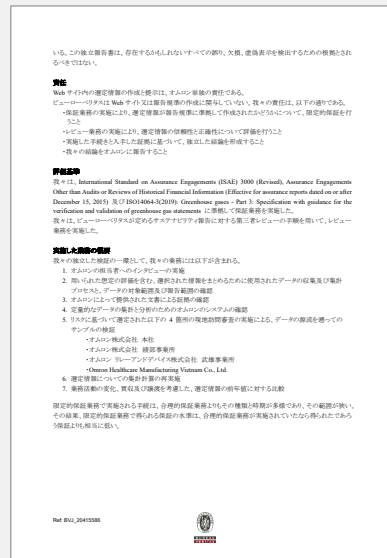 いる。この独立報告書は、存在するかもしれないすべての誤り、欠損、虚偽表示を検出するための根拠とされ
るべきではない。
責任
Web サイト内の選定情報の作成と提示は、オムロン単独の責任である。
ビューローベリタスは Web サイト又は報告規準の作成に関与していない。我々の責任は、以下の通りである。
・保証業務の実施により、選定情報が報告規準に準拠して作成されたかどうかについて、限定的保証を行
うこと
・レビュー業務の実施により、選定情報の信頼性と正確性について評価を行うこと
・実施した手続きと入手した証拠に基づいて、独立した結論を形成すること
・我々の結論をオムロンに報告すること
評価基準
我々は、International Standard on Assurance Engagements (ISAE) 3000 (Revised), Assurance Engagements
Other than Audits or Reviews of Historical Financial Information (Effective for assurance reports dated on or after
December 15, 2015) 及び ISO14064-3(2019): Greenhouse gases - Part 3: Specification with guidance for the
verification and validation of greenhouse gas statements に準拠して保証業務を実施した。
我々は、ビューローベリタスが定めるサステナビリティ報告に対する第三者レビューの手順を用いて、レビュー
業務を実施した。
実施した業務の概要
我々の独立した検証の一環として、我々の業務には以下が含まれる。
1. オムロンの担当者へのインタビューの実施
2. 用いられた想定の評価を含む、選択された情報をまとめるために使用されたデータの収集及び集計
プロセスと、データの対象範囲及び報告範囲の確認
3. オムロンによって提供された文書による証拠の確認
4. 定量的なデータの集計と分析のためのオムロンのシステムの確認
5. リスクに基づいて選定された以下の 4 箇所の現地訪問審査の実施による、データの源流を遡っての
サンプルの検証
・オムロン株式会社 本社
・オムロン株式会社 綾部事業所
・オムロン リレーアンドデバイス株式会社 武雄事業所
・Omron Healthcare Manufacturing Vietnam Co., Ltd.
6. 選定情報についての集計計算の再実施
7. 業務活動の変化、買収及び譲渡を考慮した、選定情報の前年値に対する比較
限定的保証業務で実施される手続は、合理的保証業務よりもその種類と時期が多様であり、その範囲が狭い。
その結果、限定的保証業務で得られる保証の水準は、合理的保証業務が実施されていたなら得られたであろ
う保証よりも相当に低い。
Ref: BVJ_20415586
BUREAU
VERITAS